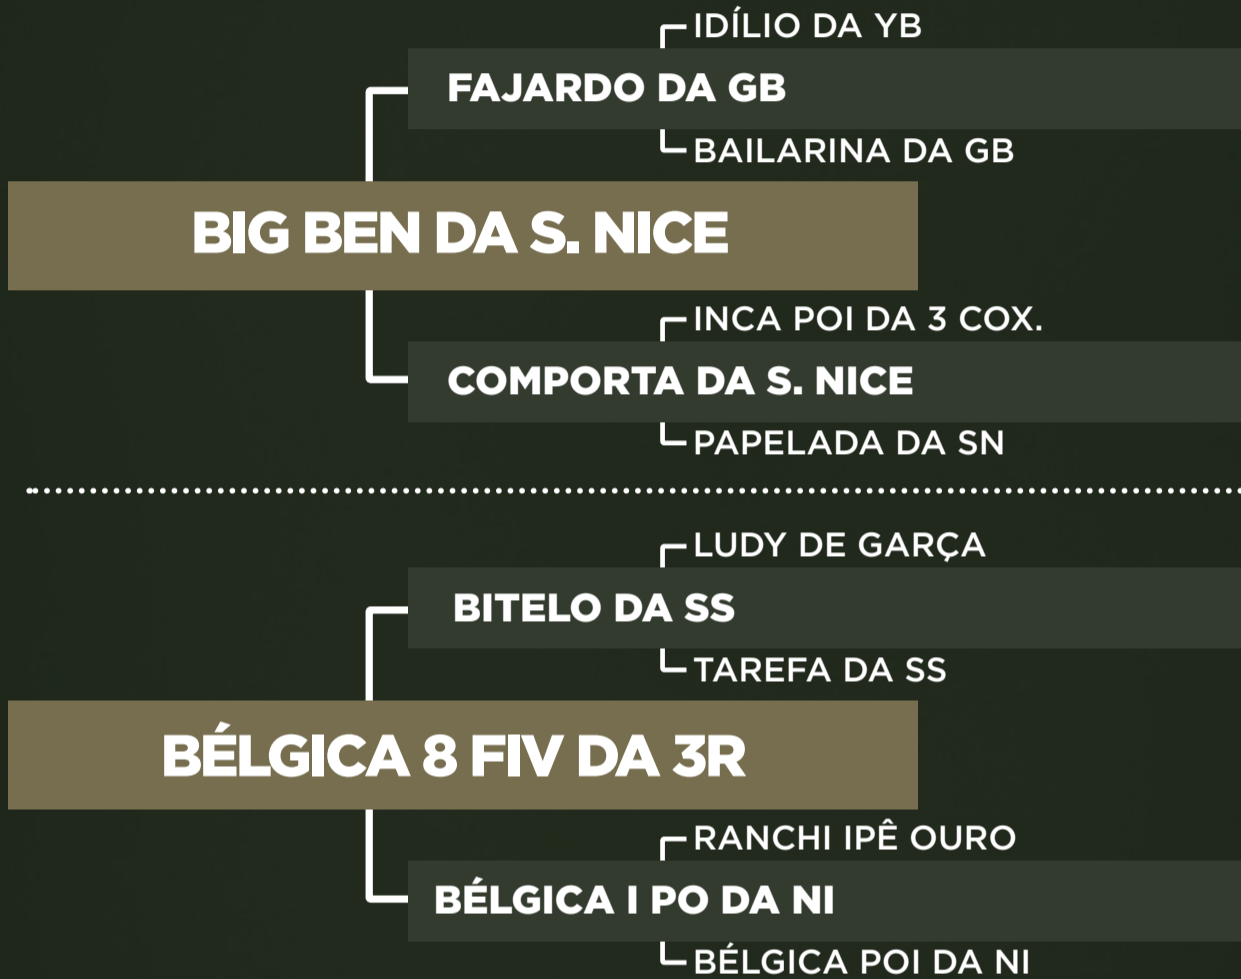 IDÍLIO DA YB
FAJARDO DA GB
BAILARINA DA GB
BIG BEN DA S. NICE
INCA POI DA 3 COX.
COMPORTA DA S. NICE
PAPELADA DA SN
LUDY DE GARÇA
BITELO DA SS
TAREFA DA SS
BÉLGICA 8 FIV DA 3R
RANCHI IPÊ OURO
BÉLGICA I PO DA NI
BÉLGICA POI DA NI